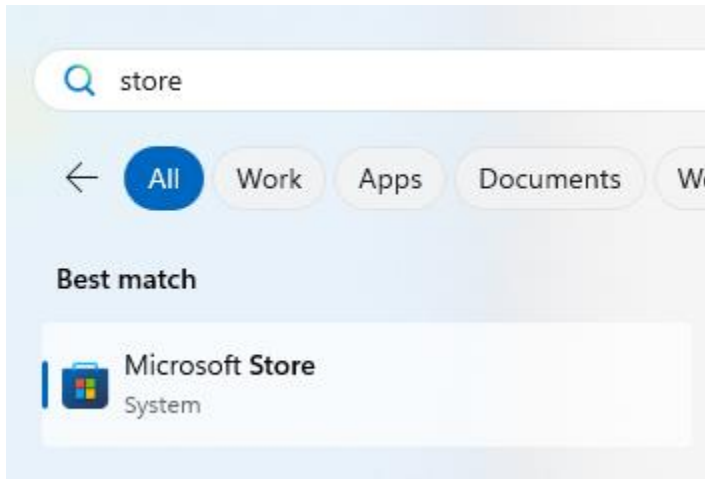 store
All Work Apps Documents
Best match
Microsoft Store
System